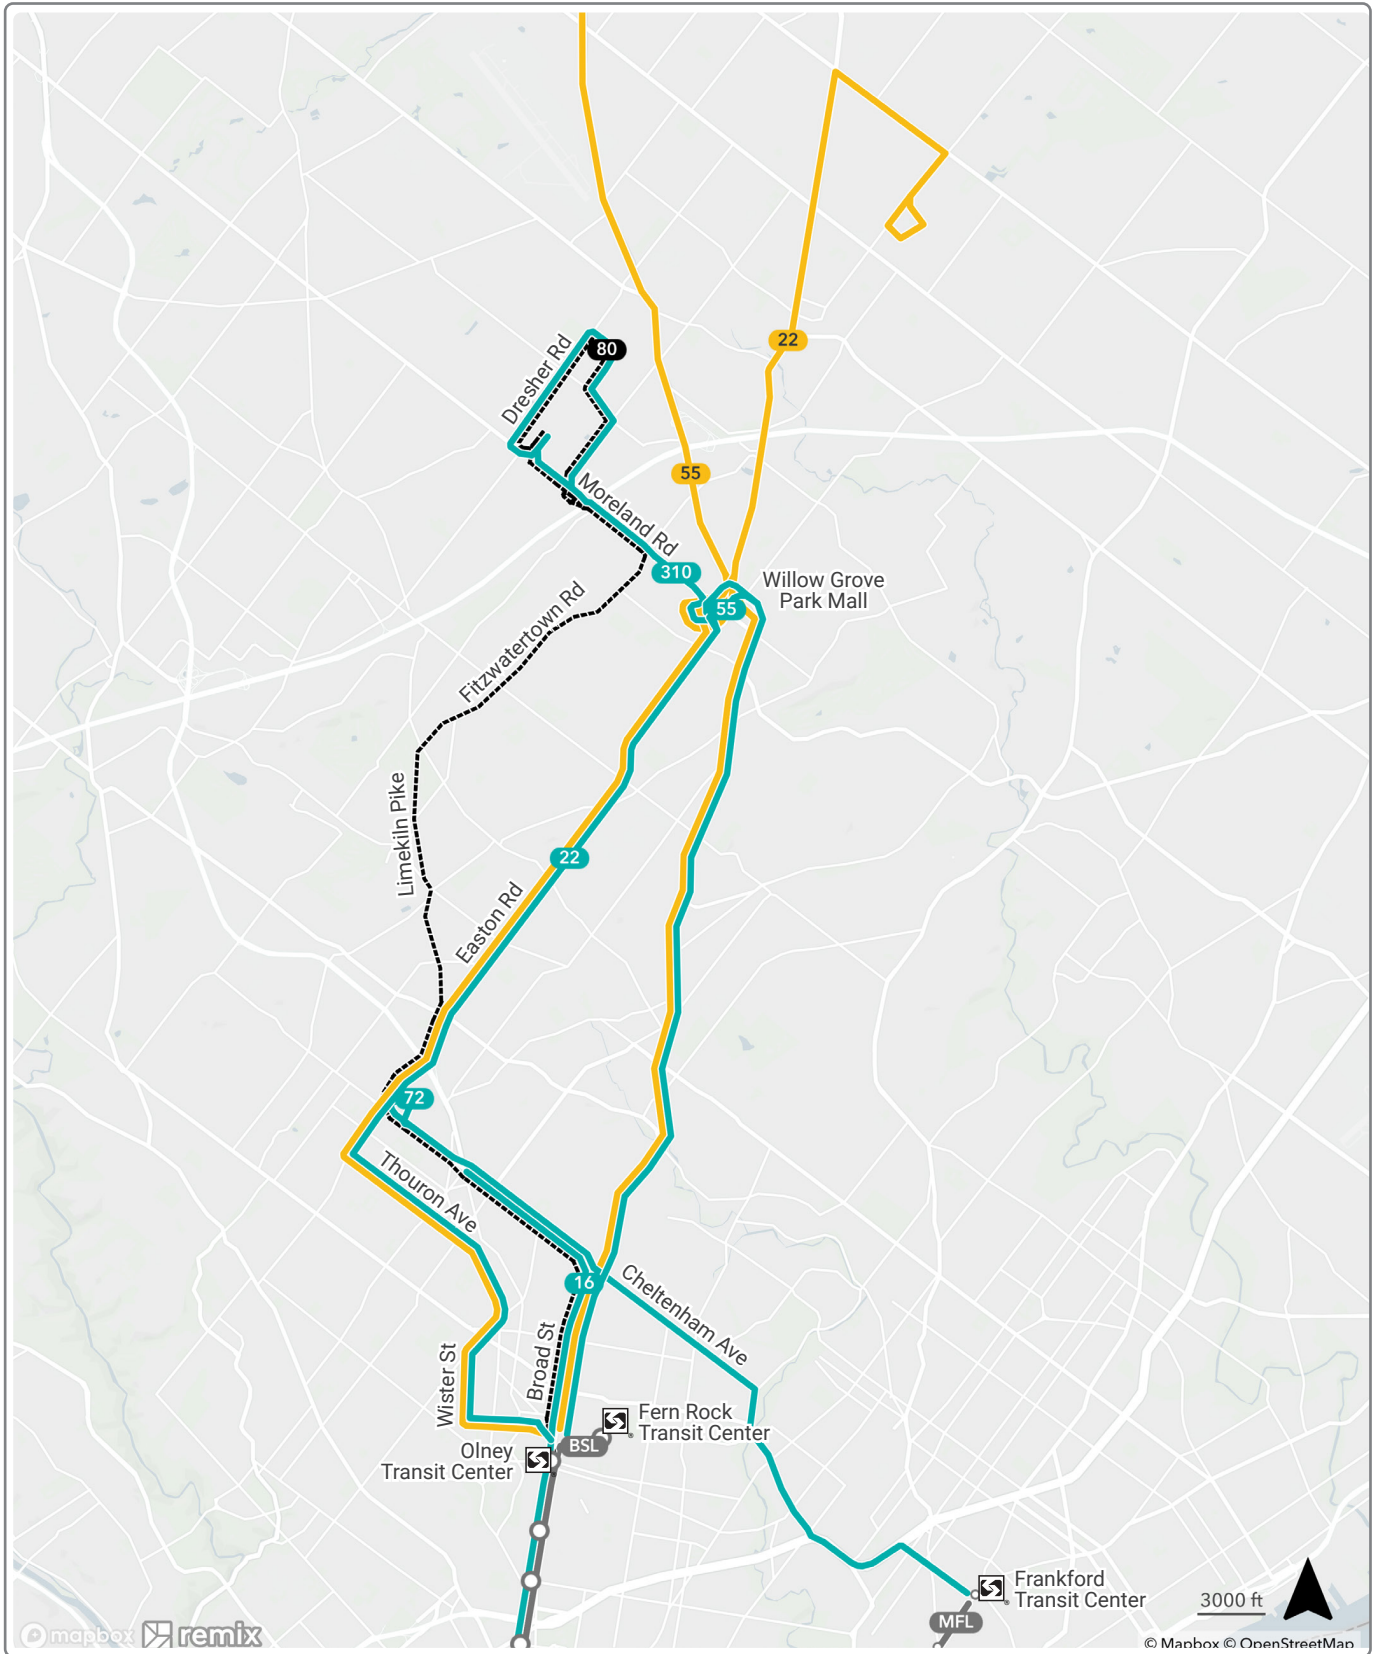 80
Dresher Rd
22
55
Moreland Rd
310
Willow Grove
Park Mall
55
Fitzwatertown Rd
Limekiln Pike
22
Easton Rd
72
Thouron Ave
16
Cheltenham Ave
Broad St
Wister St
Fern Rock
Transit Center
BSL
Olney
Transit Center
Frankford
Transit Center
MFL
3000 ft
mapbox
remix
© Mapbox © OpenStreetMap